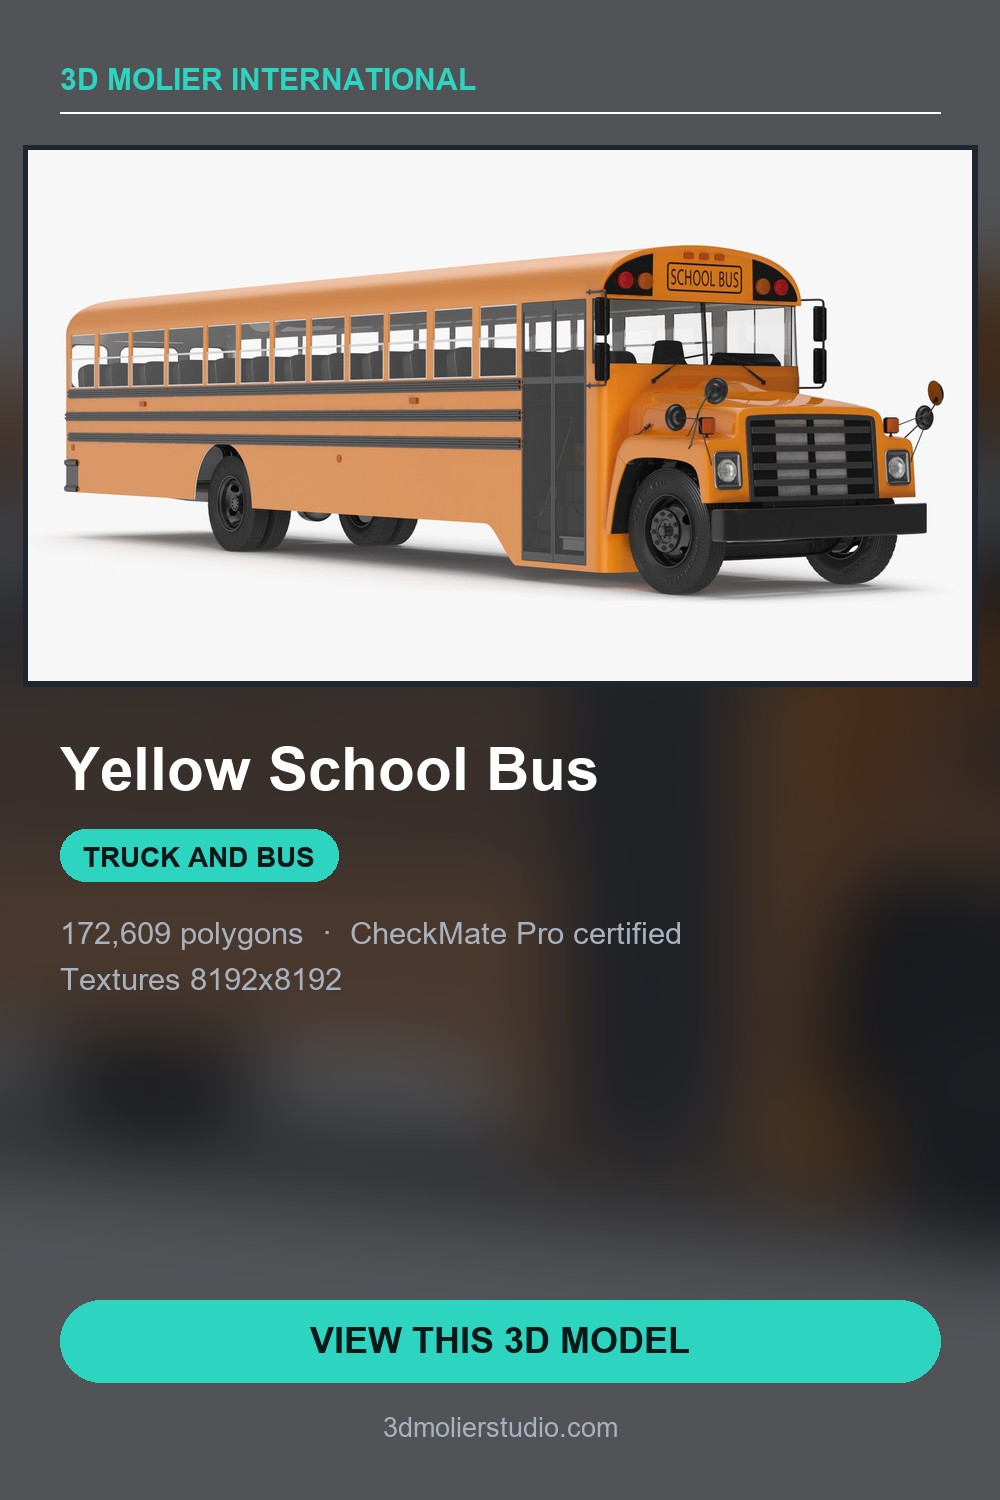 3D MOLIER INTERNATIONAL
SCHOOL BUS
Yellow School Bus
TRUCK AND BUS
172,609 polygons · CheckMate Pro certified
Textures 8192x8192
VIEW THIS 3D MODEL
3dmolierstudio.com